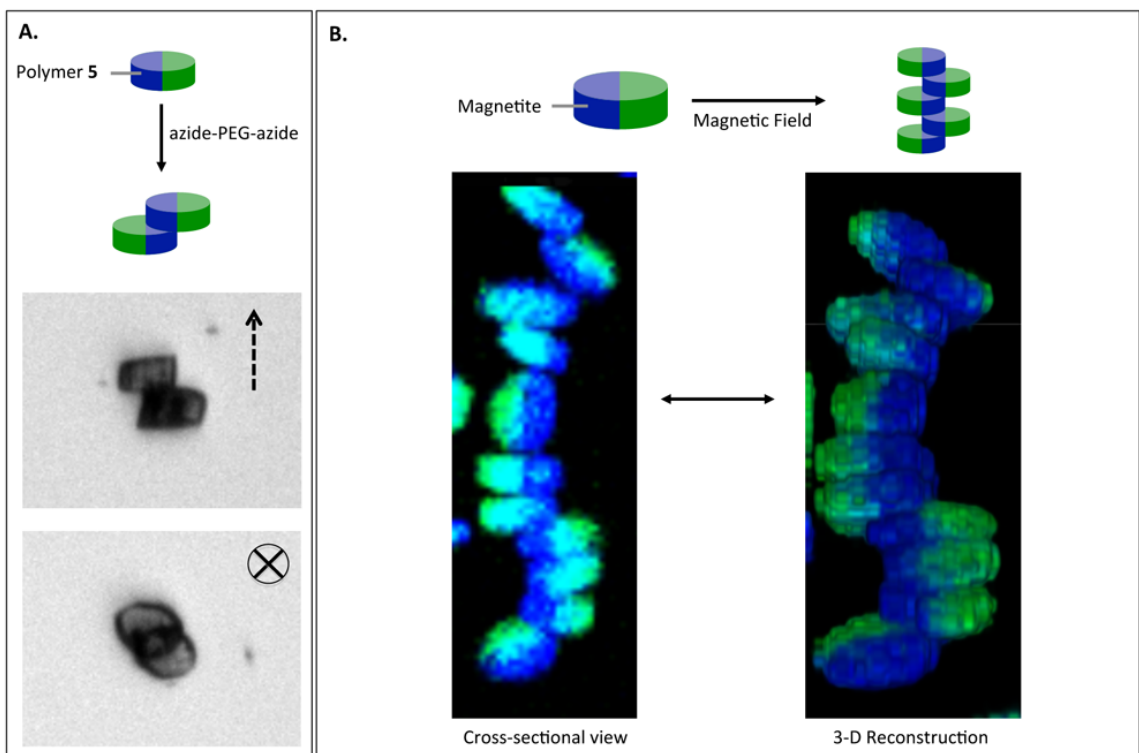 A.
Polymer 5
azide-PEG-azide
B.
Magnetite
Magnetic Field
Cross-sectional view
3-D Reconstruction